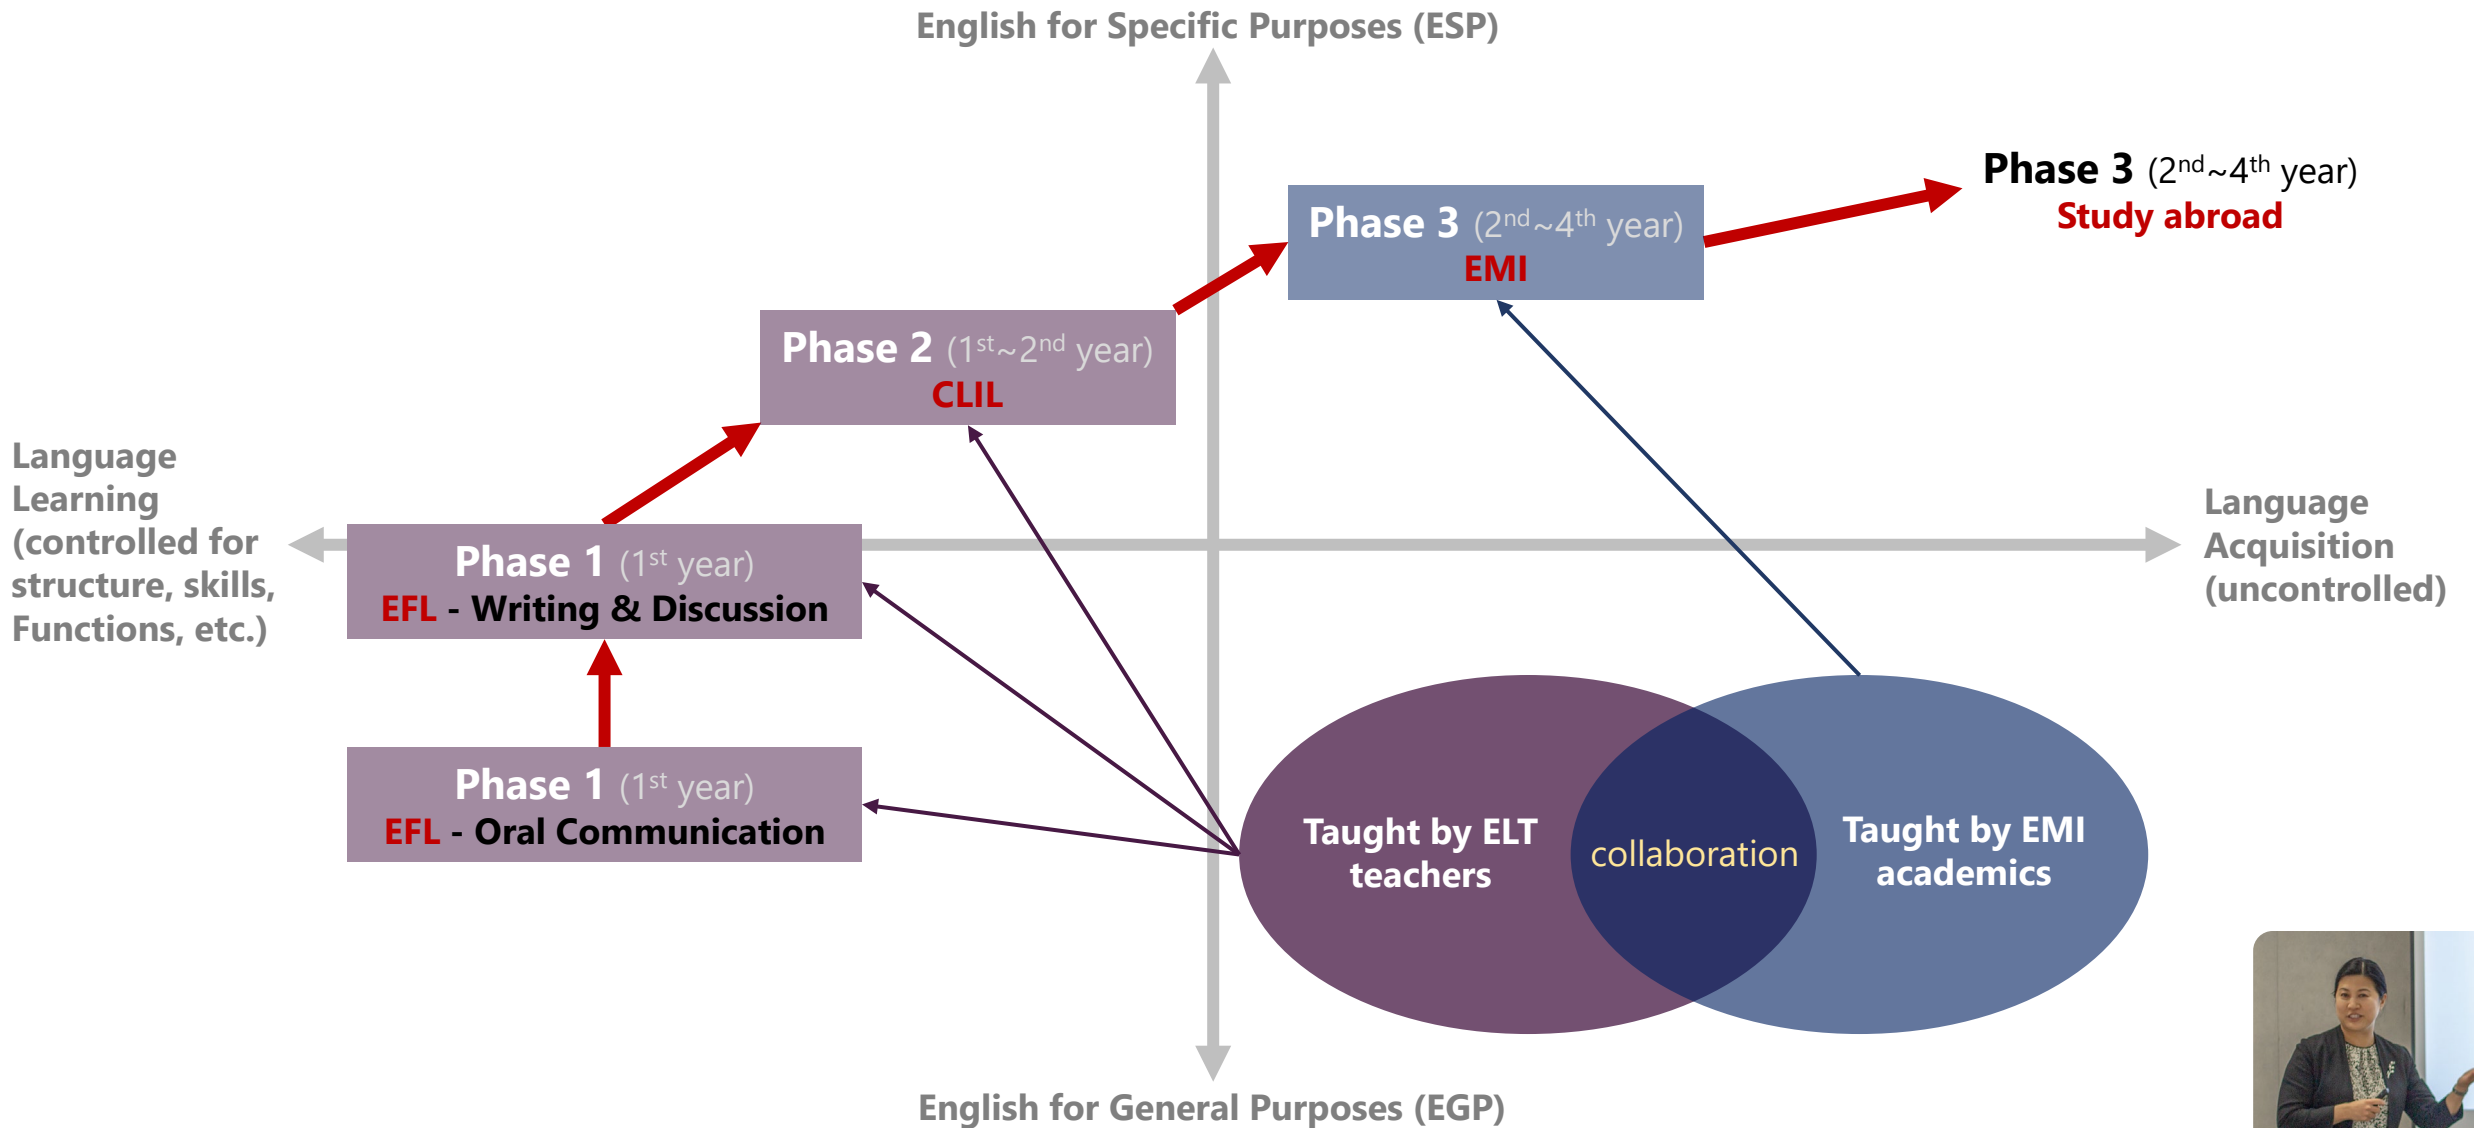 English for Specific Purposes (ESP)
Phase 3 (2nd~4th year)
Study abroad
Phase 3 (2nd~4th year)
EMI
Phase 2 (1st~2nd year)
CLIL
Language
Learning
(controlled for
structure, skills,
Functions, etc.)
Language
Acquisition
(uncontrolled)
Phase 1 (1st year)
EFL - Writing & Discussion
Phase 1 (1st year)
EFL - Oral Communication
Taught by ELT
teachers
collaboration
Taught by EMI
academics
English for General Purposes (EGP)